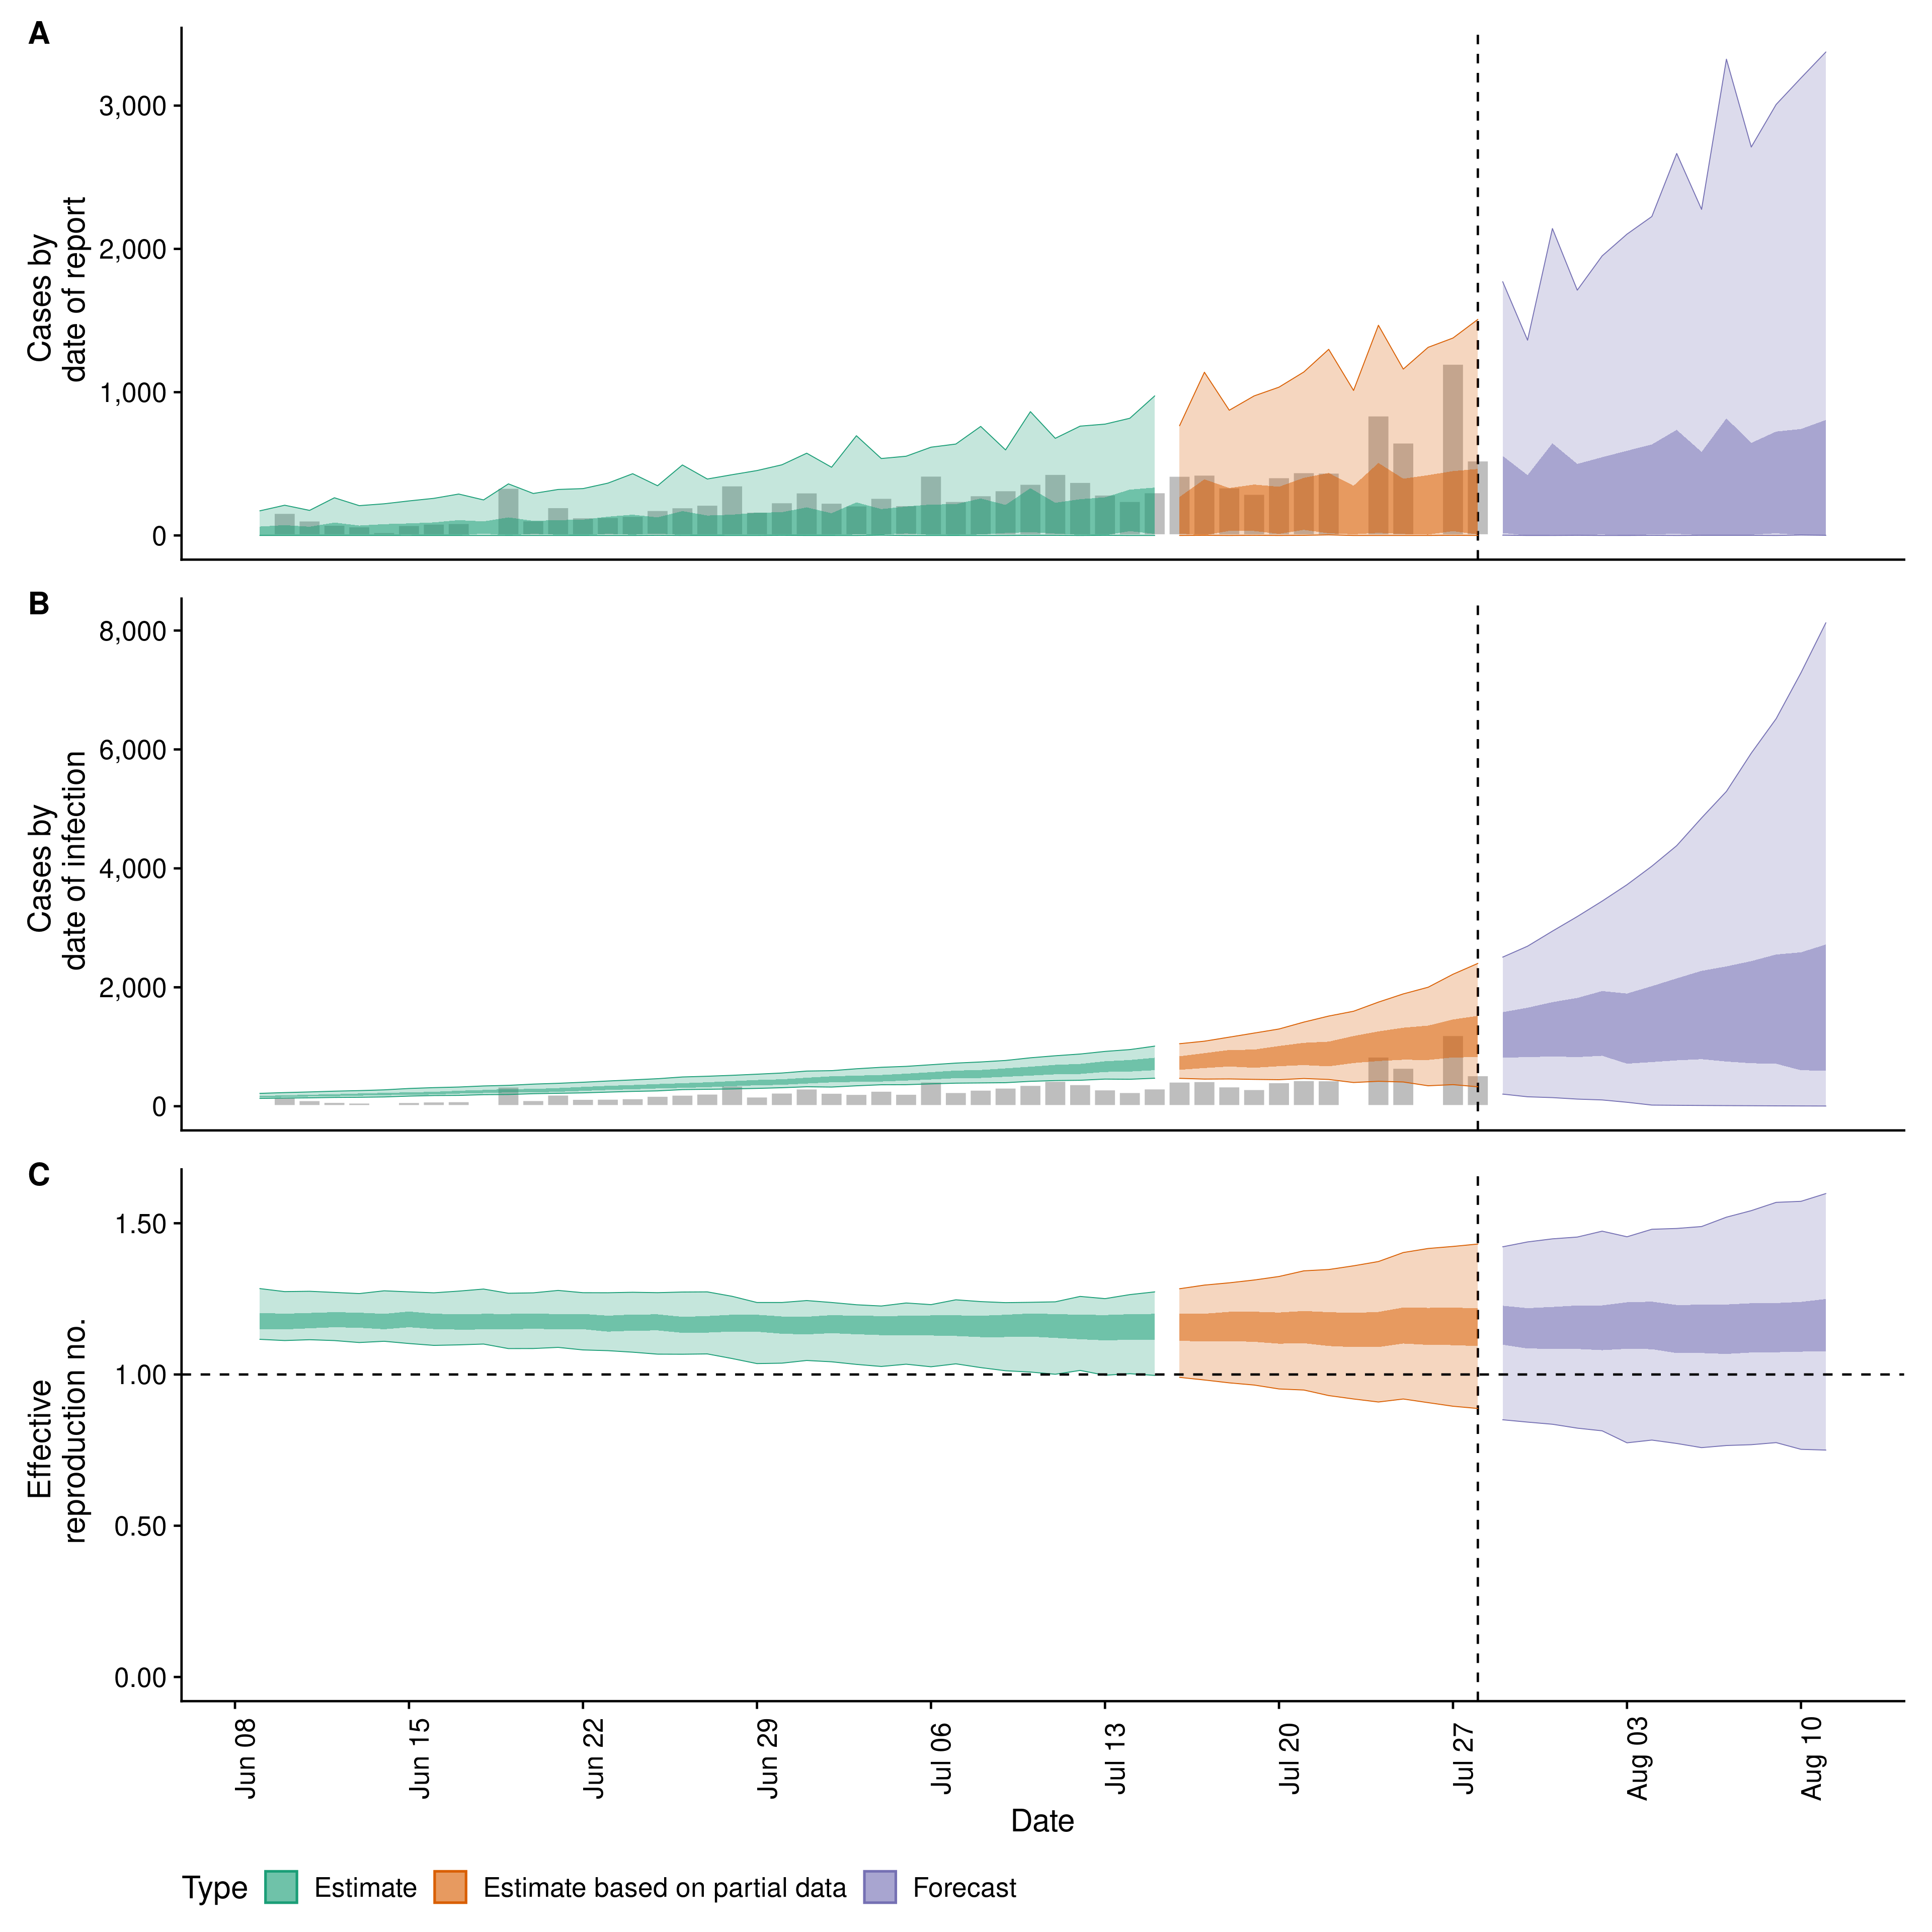 A
Cases by
date of report
3,000
2,000
1,000
0
B
Cases by
date of infection
8,000
6,000
4,000
2,000
0
C
Effective
reproduction no.
1.50
1.00
0.50
0.00
Jun 08
Jun 15
Jun 22
Jun 29
Jul 06
Jul 13
Jul 20
Jul 27
Aug 03
Aug 10
Date
Type Estimate Estimate based on partial data Forecast